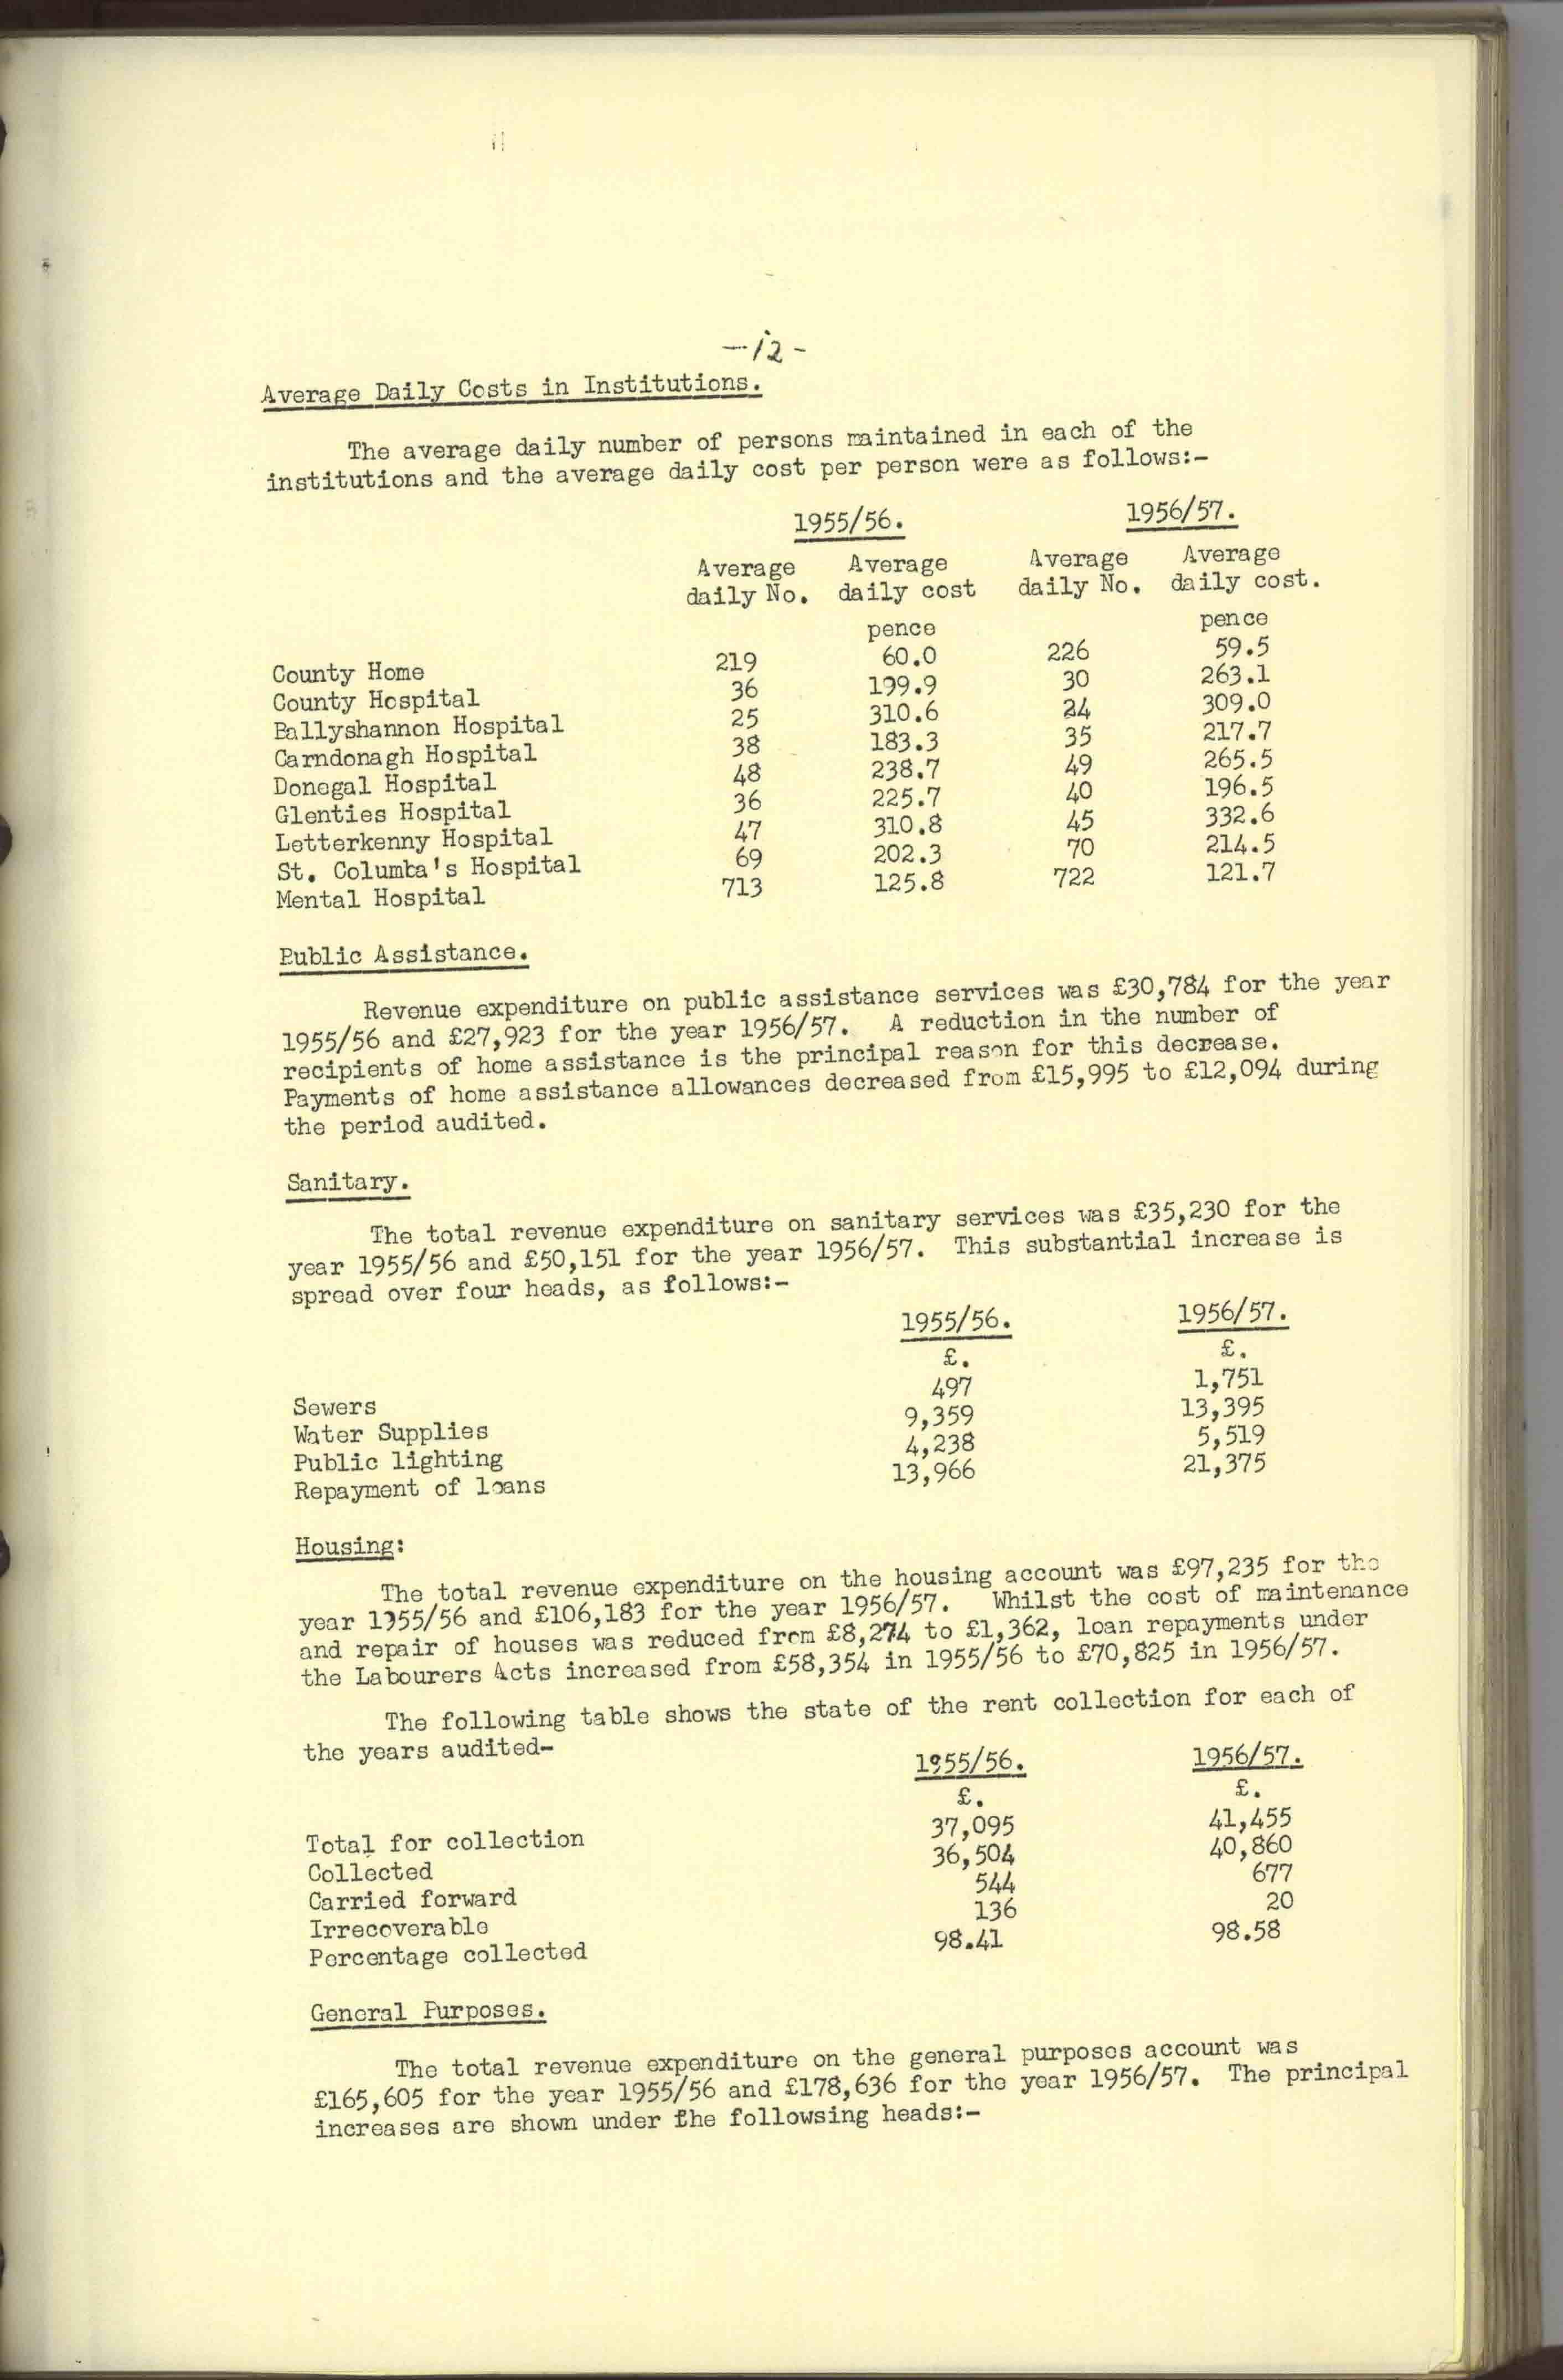 -12-
Average Daily Costs in Institutions.
The average daily number of persons maintained in each of the
institutions and the average daily cost per person were as follows:-
1955/56. 1956/57.
Average Average Average Average
daily No. daily cost daily No. daily cost.
pence pence
County Home 219 60.0 226 59.5
County Hospital 36 199.9 30 263.1
Ballyshannon Hospital 25 310.6 24 309.0
Carndonagh Hospital 38 183.3 35 217.7
Donegal Hospital 48 238.7 49 265.5
Glenties Hospital 36 225.7 40 196.5
Letterkenny Hospital 47 310.8 45 332.6
St. Columba's Hospital 69 202.3 70 214.5
Mental Hospital 713 125.8 722 121.7
Public Assistance.
Revenue expenditure on public assistance services was £30,784 for the year
1955/56 and £27,923 for the year 1956/57. A reduction in the number of
recipients of home assistance is the principal reason for this decrease.
Payments of home assistance allowances decreased from £15,995 to £12,094 during
the period audited.
Sanitary.
The total revenue expenditure on sanitary services was £35,230 for the
year 1955/56 and £50,151 for the year 1956/57. This substantial increase is
spread over four heads, as follows:-
1955/56. 1956/57.
£. £.
Sewers 497 1,751
Water Supplies 9,359 13,395
Public lighting 4,238 5,519
Repayment of loans 13,966 21,375
Housing:
The total revenue expenditure on the housing account was £97,235 for the
year 1955/56 and £106,183 for the year 1956/57. Whilst the cost of maintenance
and repair of houses was reduced from £8,274 to £1,362, loan repayments under
the Labourers Acts increased from £58,354 in 1955/56 to £70,825 in 1956/57.
The following table shows the state of the rent collection for each of
the years audited-
1955/56. 1956/57.
£. £.
Total for collection 37,095 41,455
Collected 36,504 40,860
Carried forward 544 677
Irrecoverable 136 20
Percentage collected 98.41 98.58
General Purposes.
The total revenue expenditure on the general purposes account was
£165,605 for the year 1955/56 and £178,636 for the year 1956/57. The principal
increases are shown under the followsing heads:-